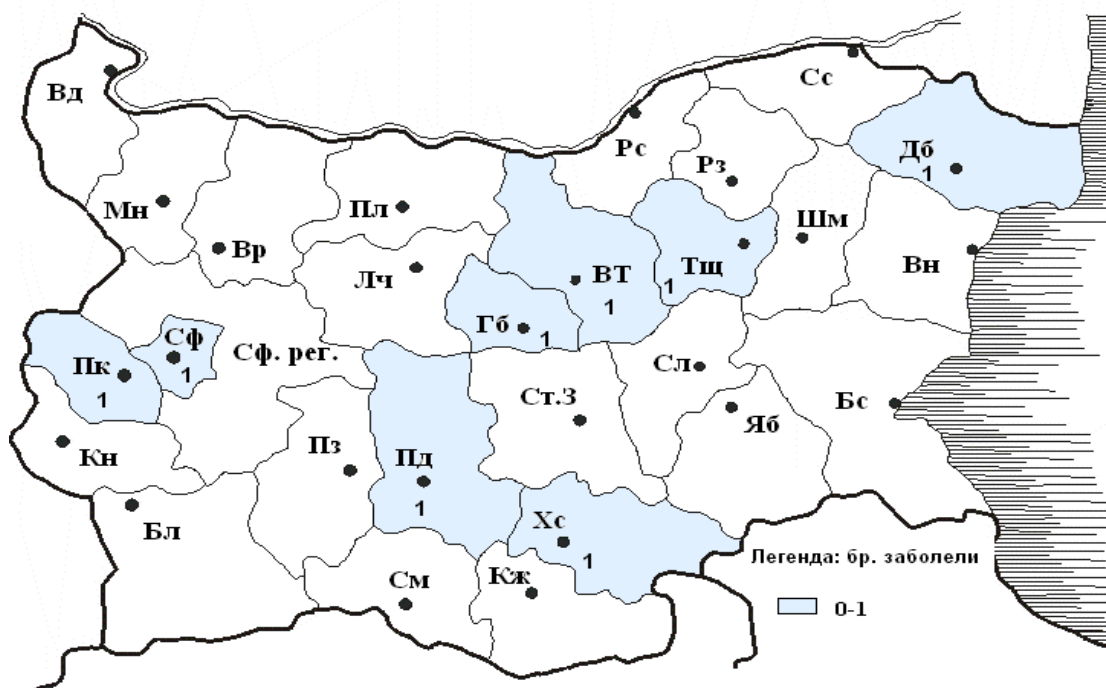 Вд
Сс
Рс
Дб
1
Рз
Мн
Пл
Шм
Вр
Тщ
1
Вн
Лч
ВТ
1
Гб
1
Сф
1
Сф. рег.
Пк
1
Сл
Ст.З
Бс
Яб
Кн
Пз
Пд
1
Бл
Хс
1
Легенда: бр. заболели
См
Кж
0-1